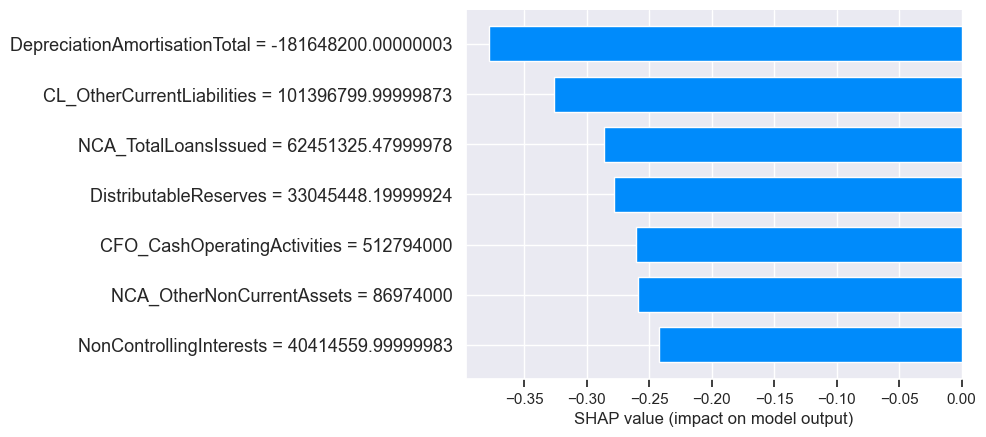 DepreciationAmortisationTotal = -181648200.00000003
CL_OtherCurrentLiabilities = 101396799.99999873
NCA_TotalLoansIssued = 62451325.47999978
DistributableReserves = 33045448.19999924
CFO_CashOperatingActivities = 512794000
NCA_OtherNonCurrentAssets = 86974000
NonControllingInterests = 40414559.99999983
−0.35 −0.30 −0.25 −0.20 −0.15 −0.10 −0.05 0.00
SHAP value (impact on model output)